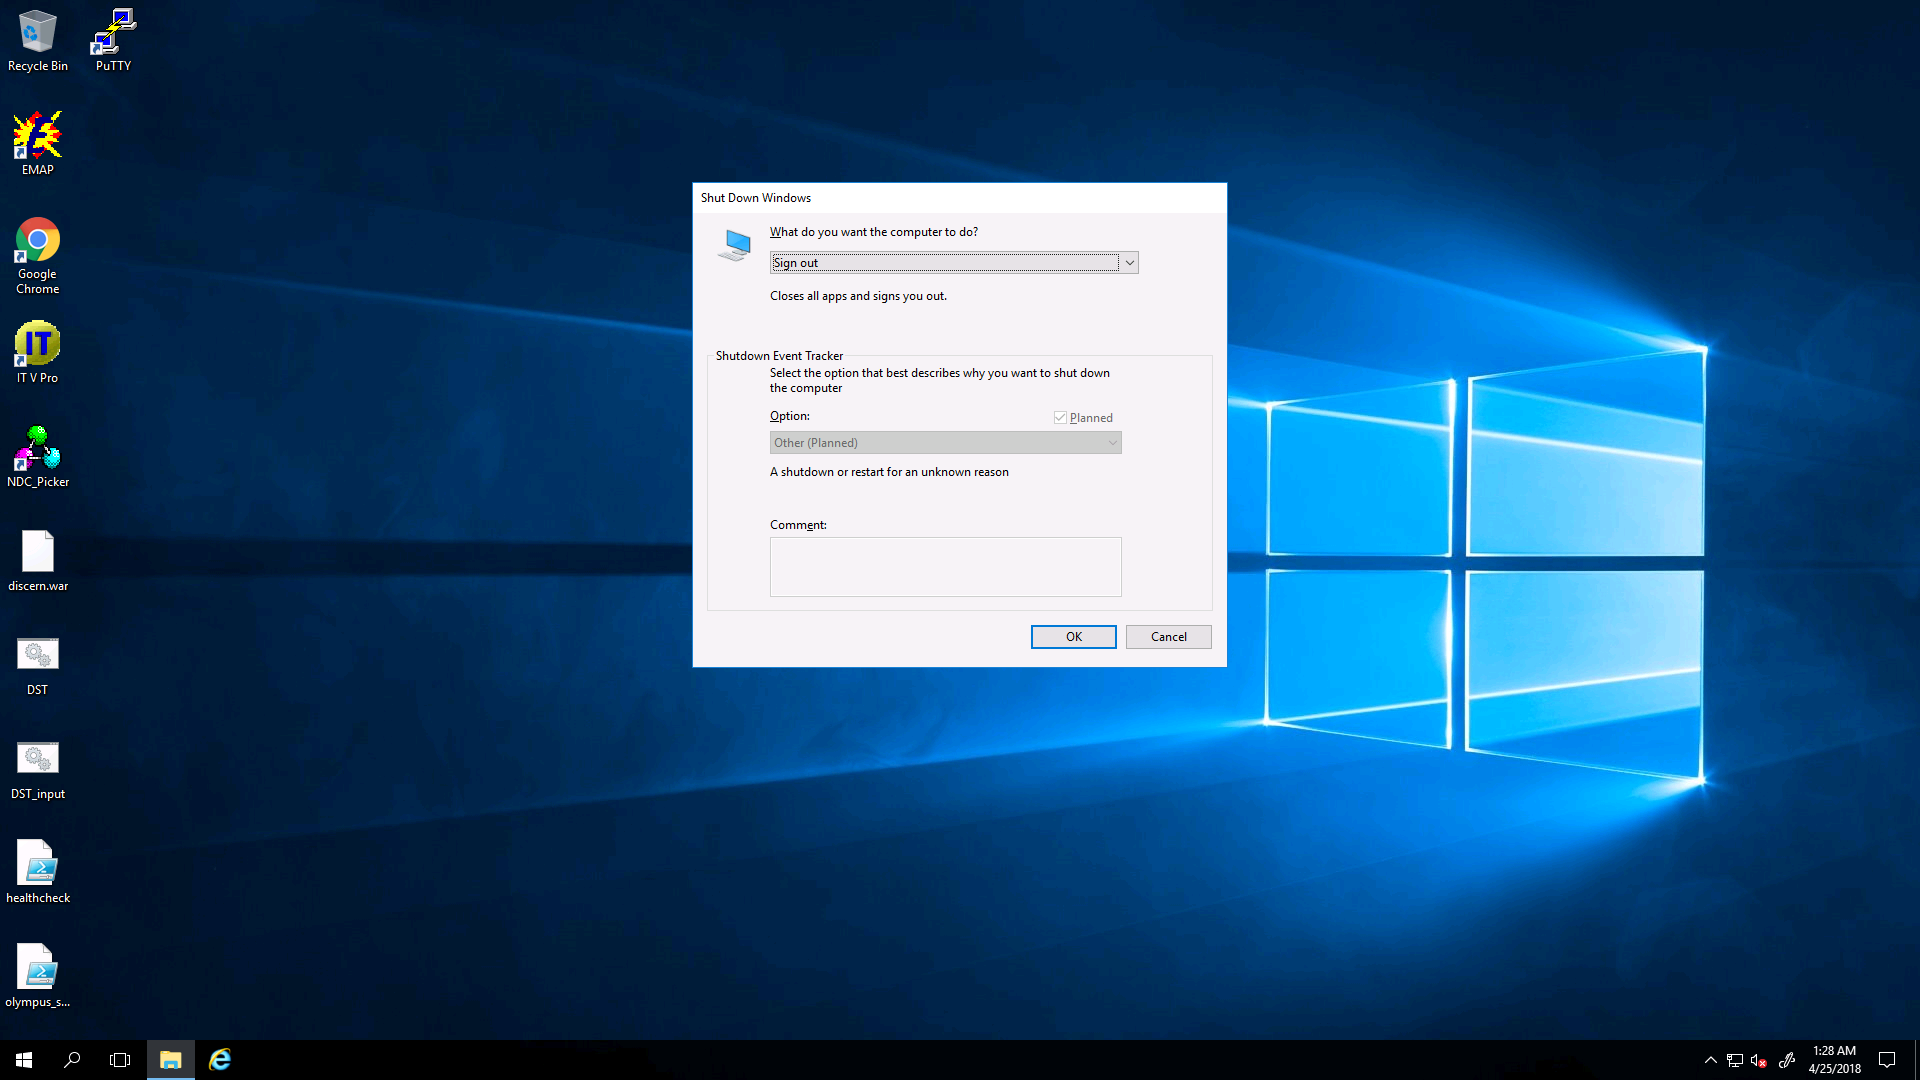 Recycle Bin
PuTTY
EMAP
Google
Chrome
IT
IT V Pro
NDC_Picker
discern.war
DST
DST_input
healthcheck
olympus_s...
Shut Down Windows
What do you want the computer to do?
Sign out
Closes all apps and signs you out.
Shutdown Event Tracker
Select the option that best describes why you want to shut down
the computer
Option:
Planned
Other (Planned)
A shutdown or restart for an unknown reason
Comment:
OK
Cancel
1:28 AM
4/25/2018